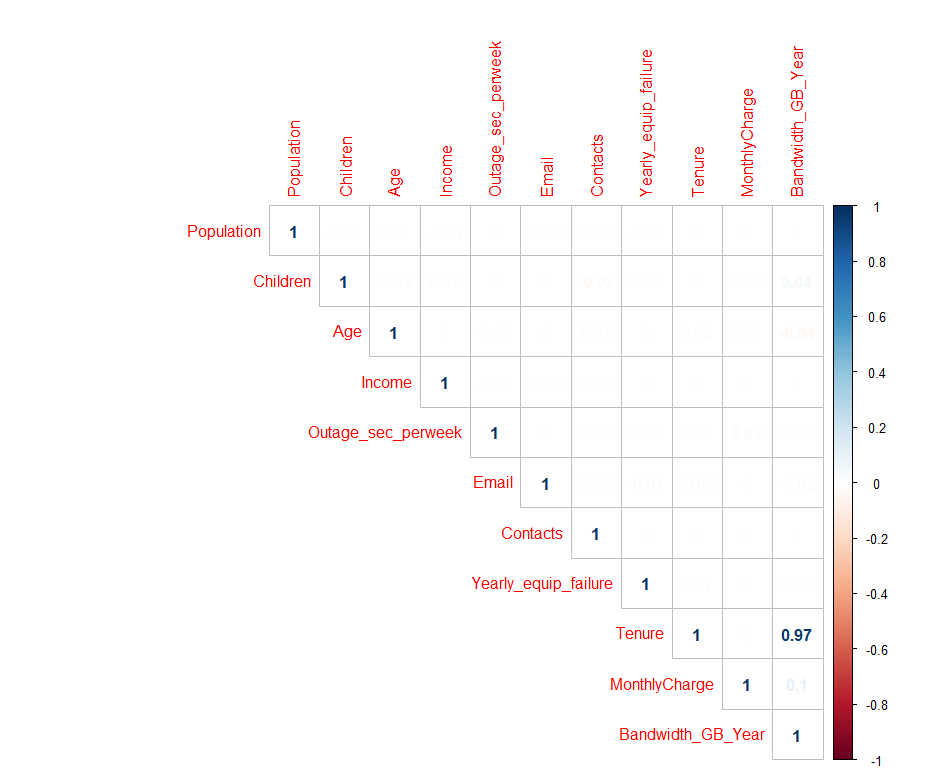 Population
Children
Age
Income
Outage_sec_perweek
Email
Contacts
Yearly_equip_failure
Tenure
MonthlyCharge
Bandwidth_GB_Year
Population 1
Children 1 -0.02 0.04
Age 1 -0.04
Income 1
Outage_sec_perweek 1
Email 1
Contacts 1
Yearly_equip_failure 1
Tenure 1 0.97
MonthlyCharge 1 0.1
Bandwidth_GB_Year 1
1
0.8
0.6
0.4
0.2
0
-0.2
-0.4
-0.6
-0.8
-1